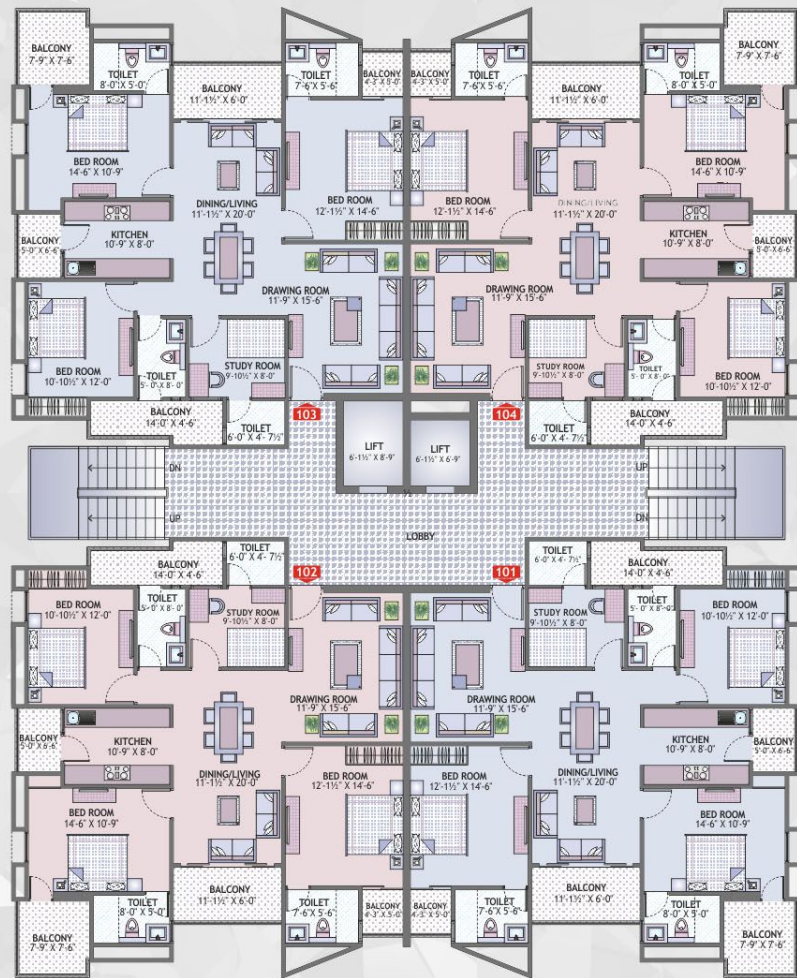 BALCONY
7'-9" X 7'-6"
TOILET
8'-0"X 5'-0"
BALCONY
11'-1½" X 6'-0"
TOILET
7'-6"X 5'-6"
BALCONY
4'-3" X 5'-0"
BALCONY
4'-3" X 5'-0"
TOILET
7'-6"X 5'-6"
BALCONY
11'-1½" X 6'-0"
TOILET
8'-0"X 5'-0"
BALCONY
7'-9" X 7'-6"
BED ROOM
14'-6" X 10'-9"
DINING/LIVING
11'-1½" X 20'-0"
BED ROOM
12'-1½" X 14'-6"
BED ROOM
12'-1½" X 14'-6"
DINING/LIVING
11'-1½" X 20'-0"
BED ROOM
14'-6" X 10'-9"
BALCONY
5'-0" X 6'-6"
KITCHEN
10'-9" X 8'-0"
KITCHEN
10'-9" X 8'-0"
BALCONY
5'-0" X 6'-6"
DRAWING ROOM
11'-9" X 15'-6"
DRAWING ROOM
11'-9" X 15'-6"
BED ROOM
10'-10½" X 12'-0"
TOILET
5'-0" X 8'-0"
STUDY ROOM
9'-10½" X 8'-0"
STUDY ROOM
9'-10½" X 8'-0"
TOILET
5'-0" X 8'-0"
BED ROOM
10'-10½" X 12'-0"
BALCONY
14'-0" X 4'-6"
TOILET
6'-0" X 4'- 7½"
103
104
TOILET
6'-0" X 4'- 7½"
BALCONY
14'-0" X 4'-6"
LIFT
6'-1½" X 8'-9"
LIFT
6'-1½" X 6'-9"
DN
UP
UP
DN
LOBBY
BALCONY
14'-0" X 4'-6"
TOILET
6'-0" X 4'- 7½"
102
101
TOILET
6'-0" X 4'- 7½"
BALCONY
14'-0" X 4'-6"
BED ROOM
10'-10½" X 12'-0"
TOILET
5'-0" X 8'-0"
STUDY ROOM
9'-10½" X 8'-0"
STUDY ROOM
9'-10½" X 8'-0"
TOILET
5'-0" X 8'-0"
BED ROOM
10'-10½" X 12'-0"
DRAWING ROOM
11'-9" X 15'-6"
DRAWING ROOM
11'-9" X 15'-6"
BALCONY
5'-0" X 6'-6"
KITCHEN
10'-9" X 8'-0"
KITCHEN
10'-9" X 8'-0"
BALCONY
5'-0" X 6'-6"
DINING/LIVING
11'-1½" X 20'-0"
BED ROOM
12'-1½" X 14'-6"
BED ROOM
12'-1½" X 14'-6"
DINING/LIVING
11'-1½" X 20'-0"
BED ROOM
14'-6" X 10'-9"
BED ROOM
14'-6" X 10'-9"
BALCONY
7'-9" X 7'-6"
TOILET
8'-0"X 5'-0"
BALCONY
11'-1½" X 6'-0"
TOILET
7'-6"X 5'-6"
BALCONY
4'-3" X 5'-0"
BALCONY
4'-3" X 5'-0"
TOILET
7'-6"X 5'-6"
BALCONY
11'-1½" X 6'-0"
TOILET
8'-0"X 5'-0"
BALCONY
7'-9" X 7'-6"